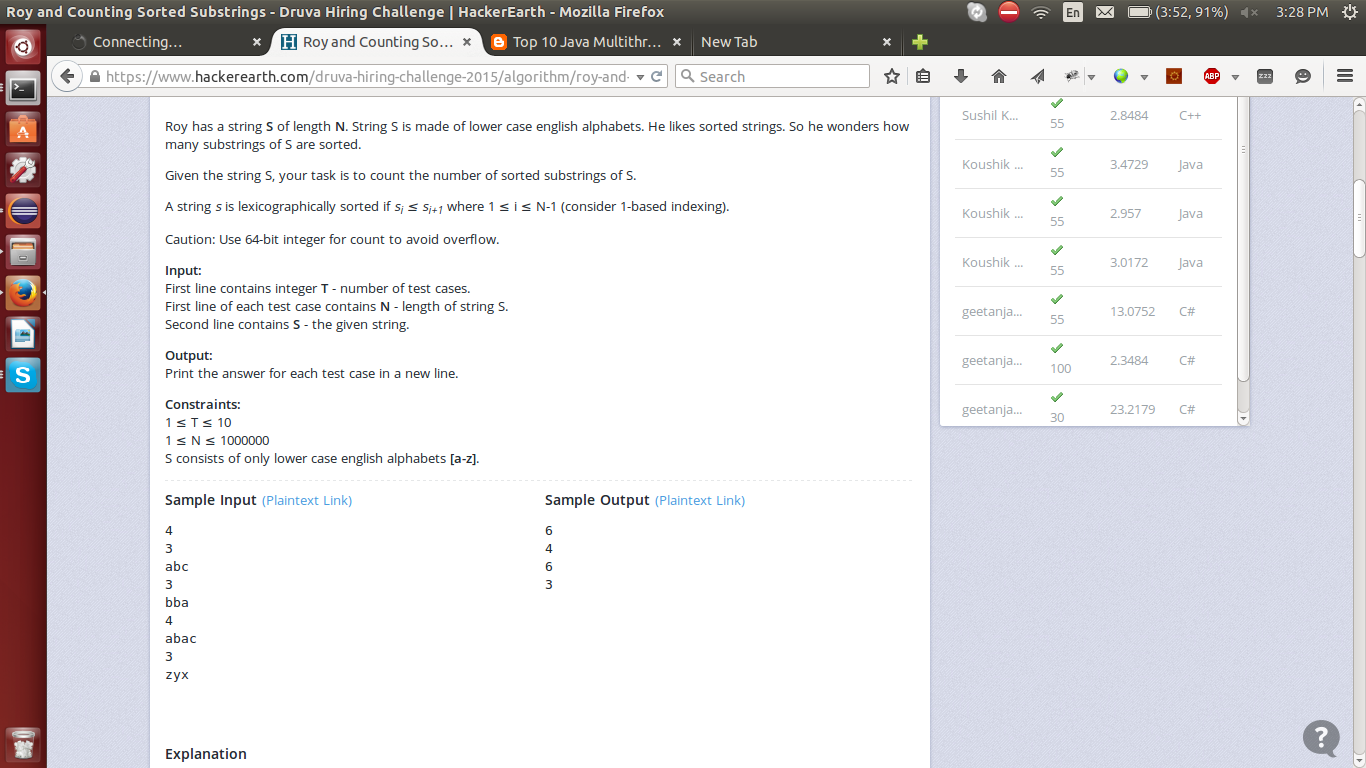 Roy and Counting Sorted Substrings - Druva Hiring Challenge | HackerEarth - Mozilla Firefox
En
(3:52, 91%)
3:28 PM
Connecting...
Roy and Counting So...
Top 10 Java Multithr...
New Tab
https://www.hackerearth.com/druva-hiring-challenge-2015/algorithm/roy-and-
Search
ABP
zzz
Roy has a string S of length N. String S is made of lower case english alphabets. He likes sorted strings. So he wonders how
many substrings of S are sorted.
Given the string S, your task is to count the number of sorted substrings of S.
A string s is lexicographically sorted if si ≤ si+1 where 1 ≤ i ≤ N-1 (consider 1-based indexing).
Caution: Use 64-bit integer for count to avoid overflow.
Input:
First line contains integer T - number of test cases.
First line of each test case contains N - length of string S.
Second line contains S - the given string.
Output:
Print the answer for each test case in a new line.
Constraints:
1 ≤ T ≤ 10
1 ≤ N ≤ 1000000
S consists of only lower case english alphabets [a-z].
Sample Input (Plaintext Link)
4
3
abc
3
bba
4
abac
3
zyx
Sample Output (Plaintext Link)
6
4
6
3
Explanation
Sushil K... 55 2.8484 C++
Koushik ... 55 3.4729 Java
Koushik ... 55 2.957 Java
Koushik ... 55 3.0172 Java
geetanja... 55 13.0752 C#
geetanja... 100 2.3484 C#
geetanja... 30 23.2179 C#
?